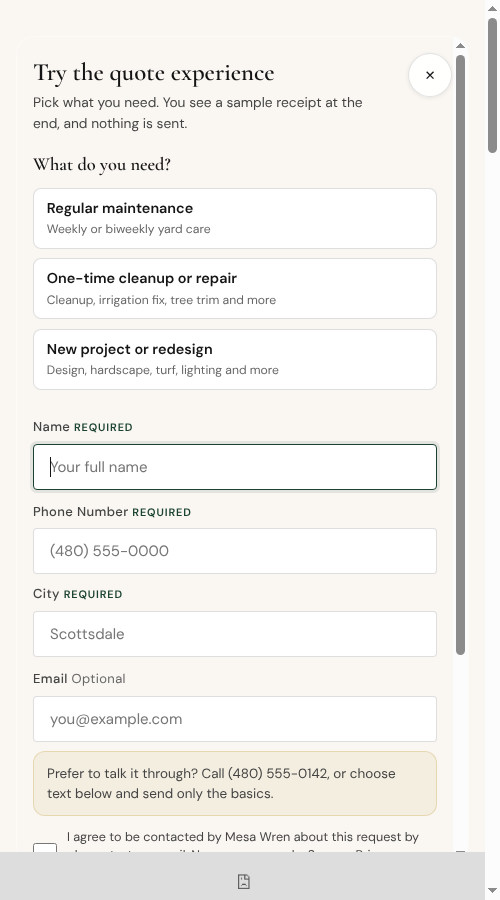 Try the quote experience
Pick what you need. You see a sample receipt at the
end, and nothing is sent.
What do you need?
Regular maintenance
Weekly or biweekly yard care
One-time cleanup or repair
Cleanup, irrigation fix, tree trim and more
New project or redesign
Design, hardscape, turf, lighting and more
Name REQUIRED
Your full name
Phone Number REQUIRED
(480) 555-0000
City REQUIRED
Scottsdale
Email Optional
you@example.com
Prefer to talk it through? Call (480) 555-0142, or choose
text below and send only the basics.
I agree to be contacted by Mesa Wren about this request by